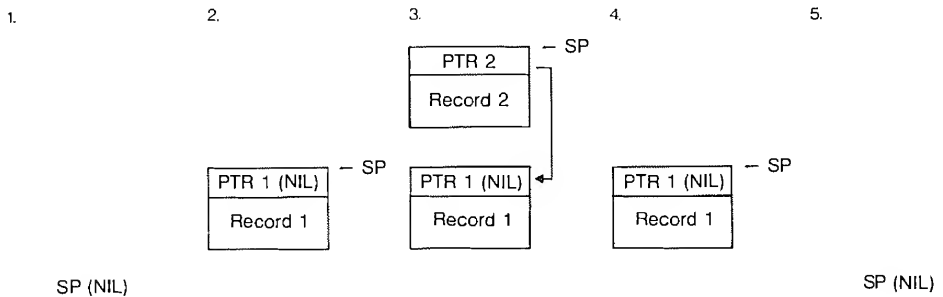 1.
2.
3.
4.
5.
– SP
PTR 2
Record 2
– SP
PTR 1 (NIL)
Record 1
PTR 1 (NIL)
Record 1
– SP
PTR 1 (NIL)
Record 1
SP (NIL)
SP (NIL)